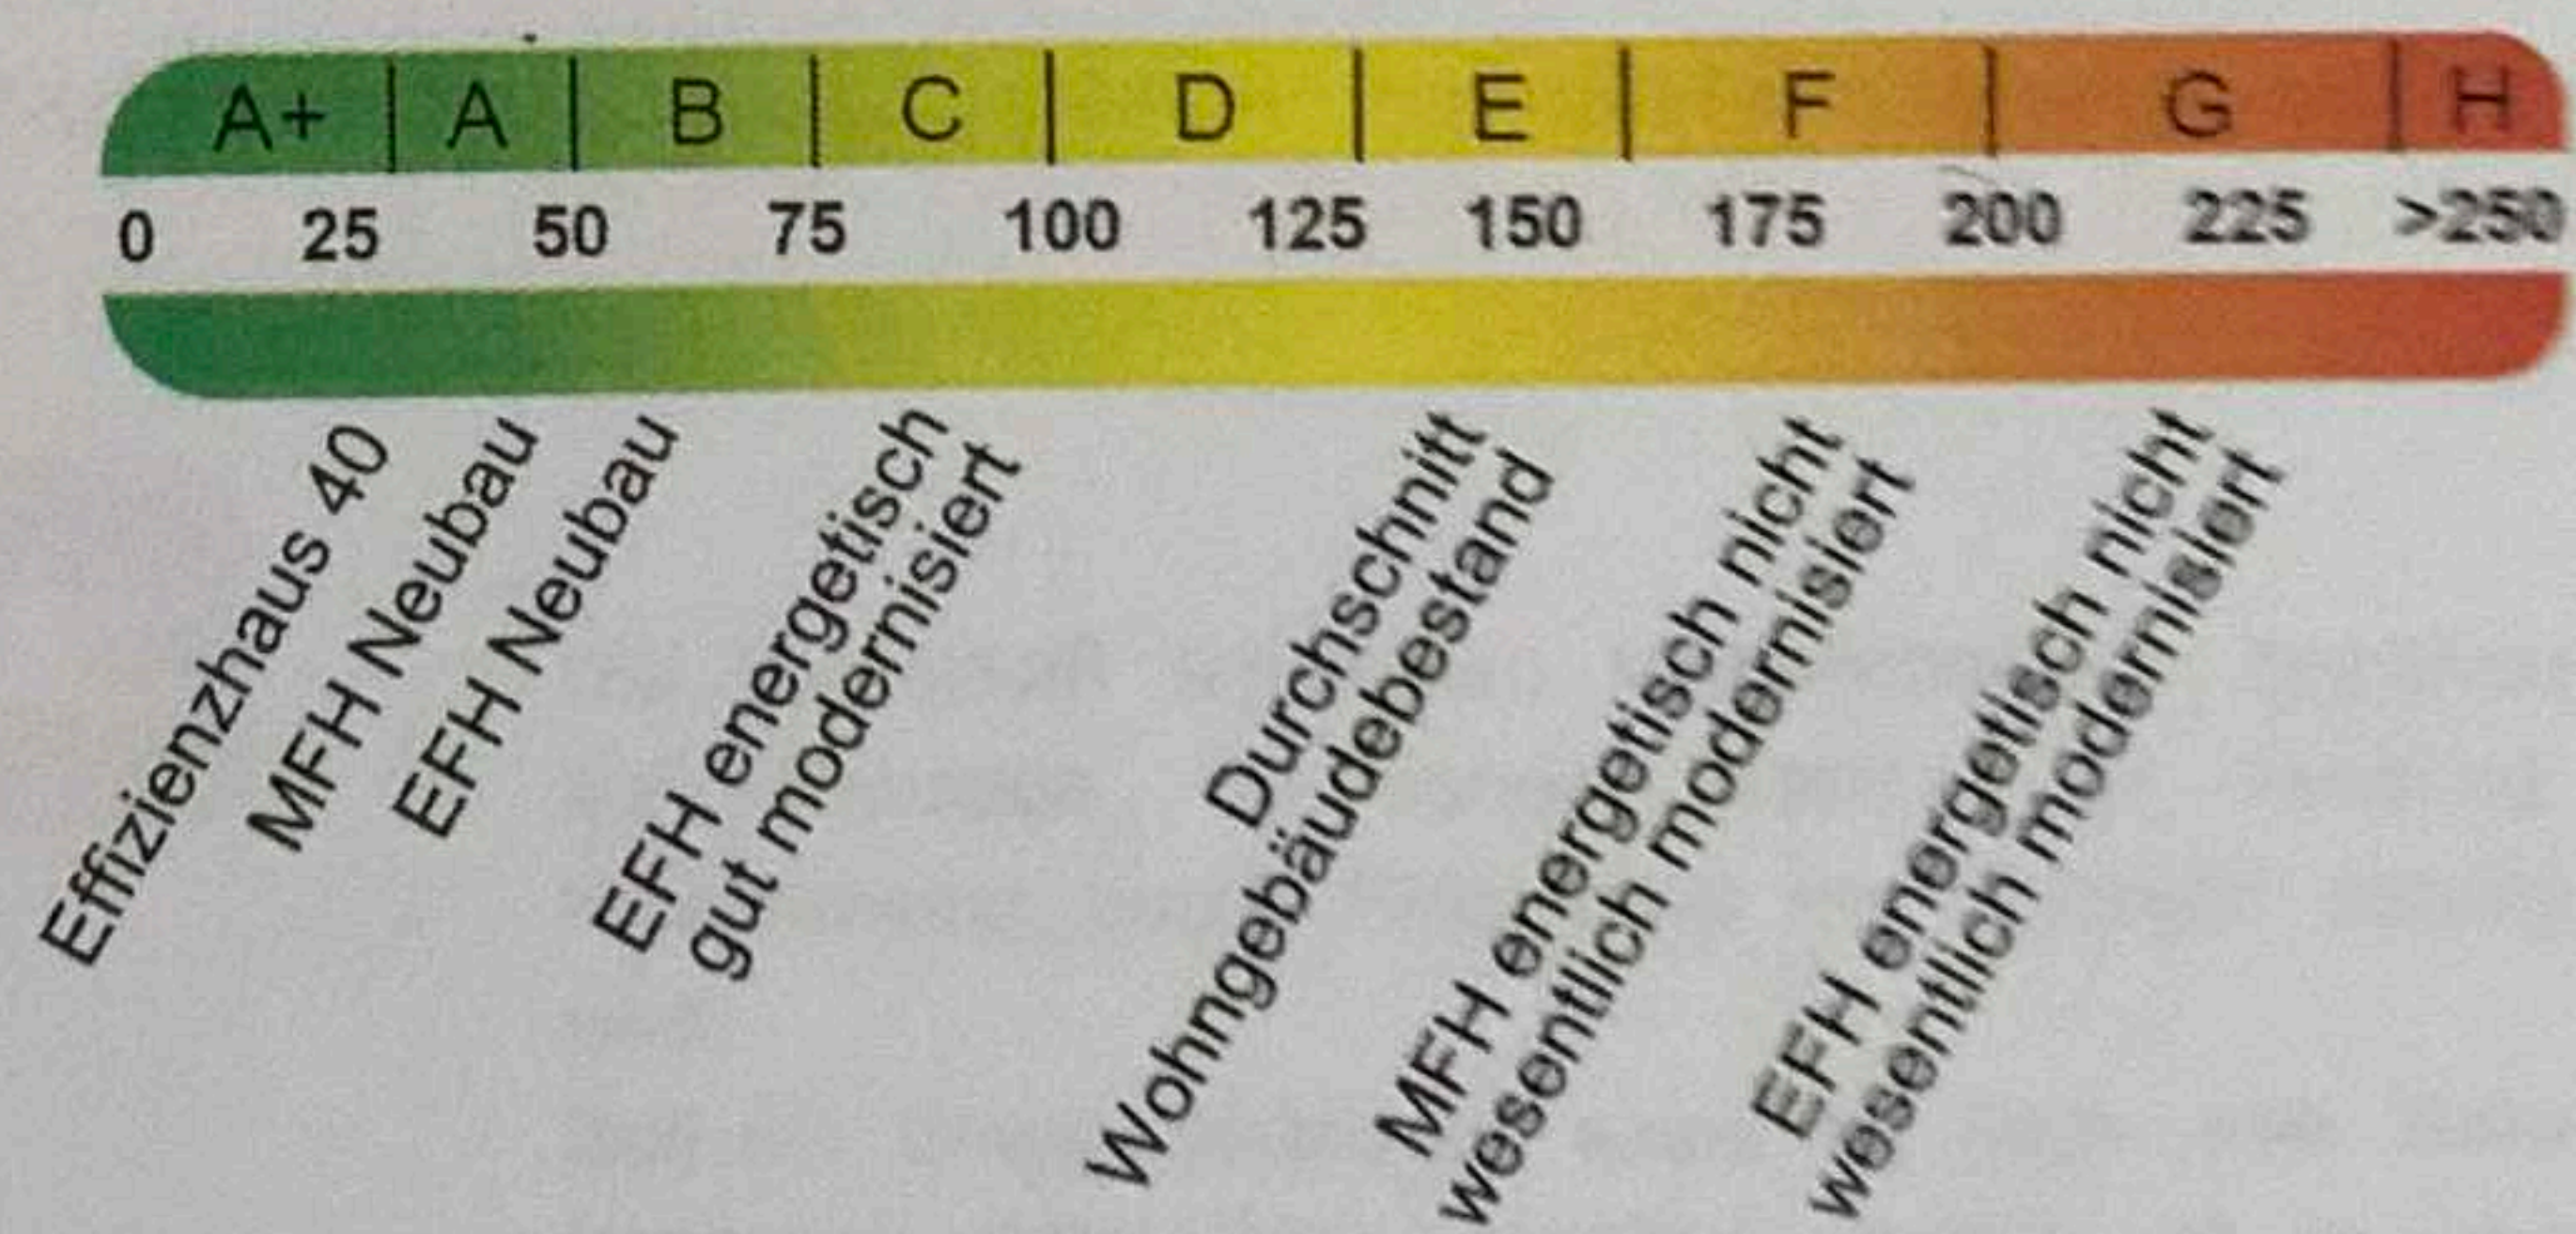 A+ A B C D E F G H
0 25 50 75 100 125 150 175 200 225 >250
Effizienzhaus 40
MFH Neubau
EFH Neubau
EFH energetisch
gut modernisiert
Durchschnitt
Wohngebäudebestand
MFH energetisch nicht
wesentlich modernisiert
EFH energetisch nicht
wesentlich modernisiert